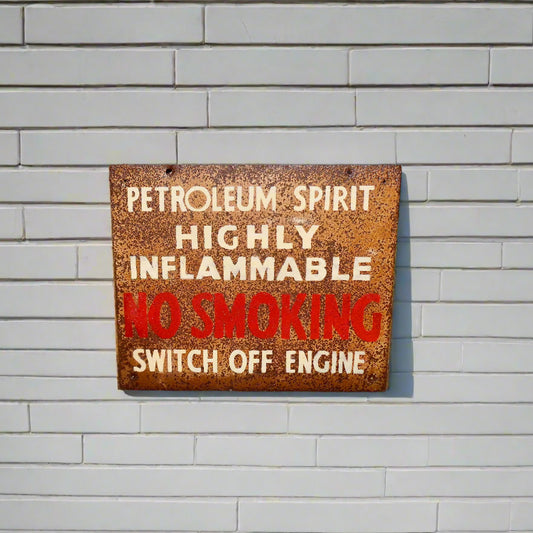 PETROLEUM SPIRIT
HIGHLY
INFLAMMABLE
NO SMOKING
SWITCH OFF ENGINE